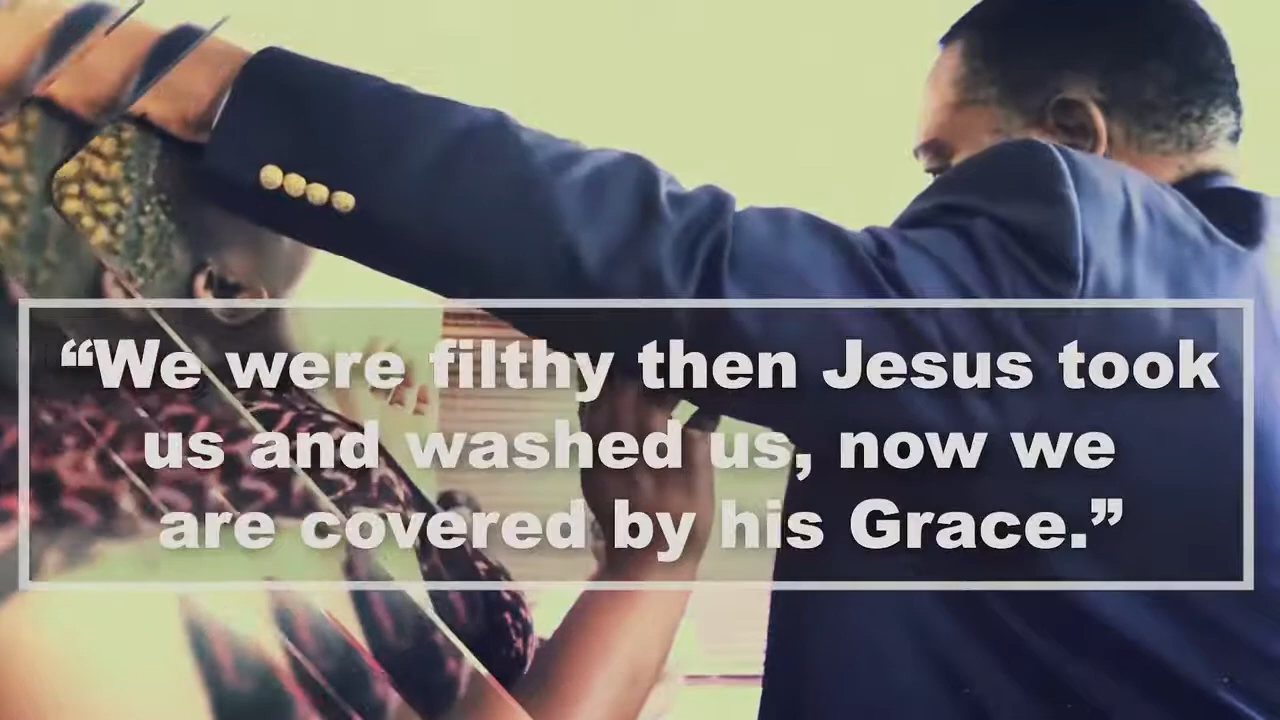 “We were filthy then Jesus took
us and washed us, now we
are covered by his Grace.”